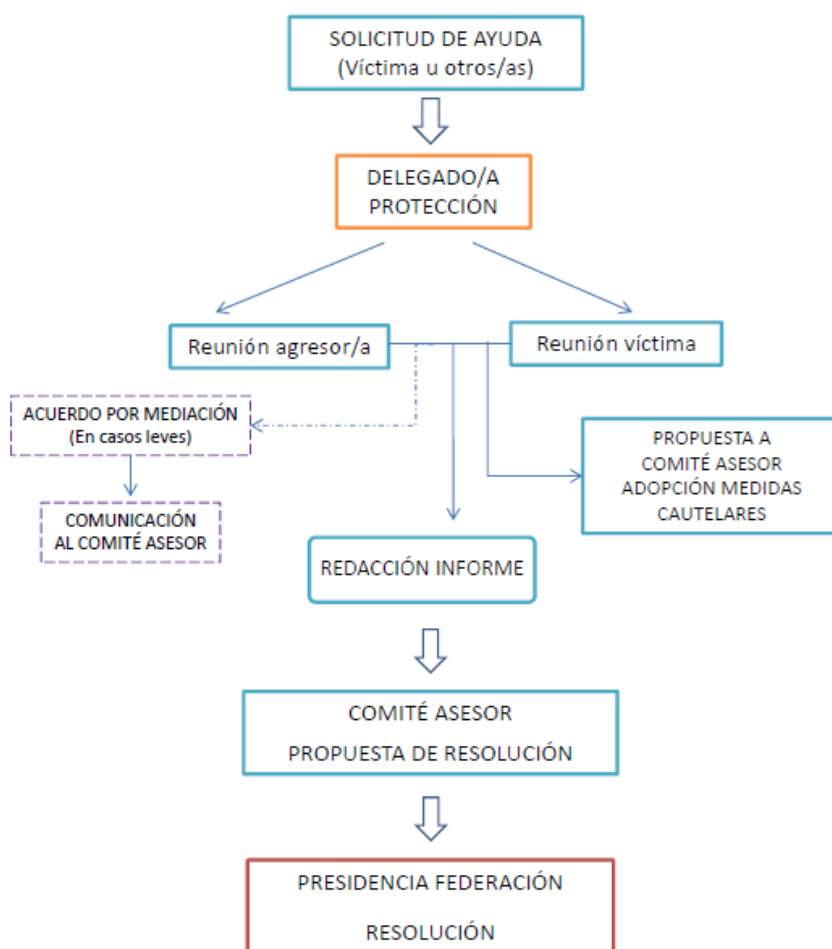 SOLICITUD DE AYUDA
(Víctima u otros/as)
DELEGADO/A
PROTECCIÓN
Reunión agresor/a
Reunión víctima
ACUERDO POR MEDIACIÓN
(En casos leves)
PROPUESTA A
COMITÉ ASESOR
ADOPCIÓN MEDIDAS
CAUTELARES
COMUNICACIÓN
AL COMITÉ ASESOR
REDACCIÓN INFORME
COMITÉ ASESOR
PROPUESTA DE RESOLUCIÓN
PRESIDENCIA FEDERACIÓN
RESOLUCIÓN